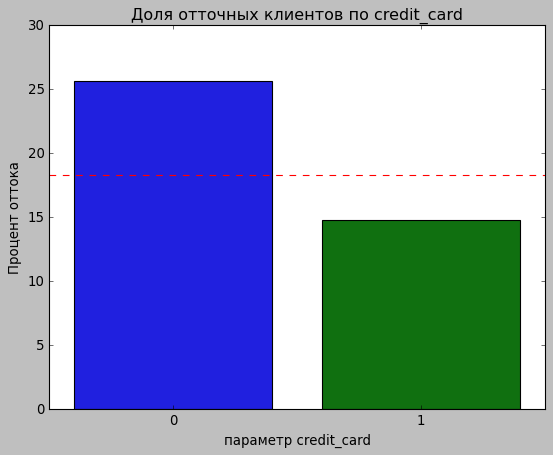 Доля отточных клиентов по credit_card
30
25
20
15
10
5
0
Процент оттока
0 1
параметр credit_card